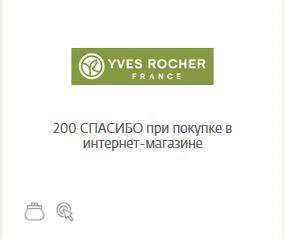 YVES ROCHER
FRANCE
200 СПАСИБО при покупке в
интернет-магазине